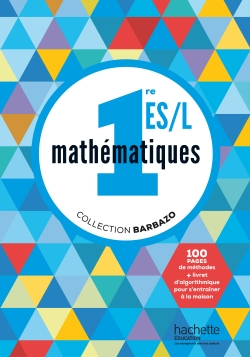 1re
ES/L
mathématiques
COLLECTION BARBAZO
100
PAGES
de méthodes
+ livret
d'algorithmique
pour s'entraîner
à la maison
hachette
ÉDUCATION